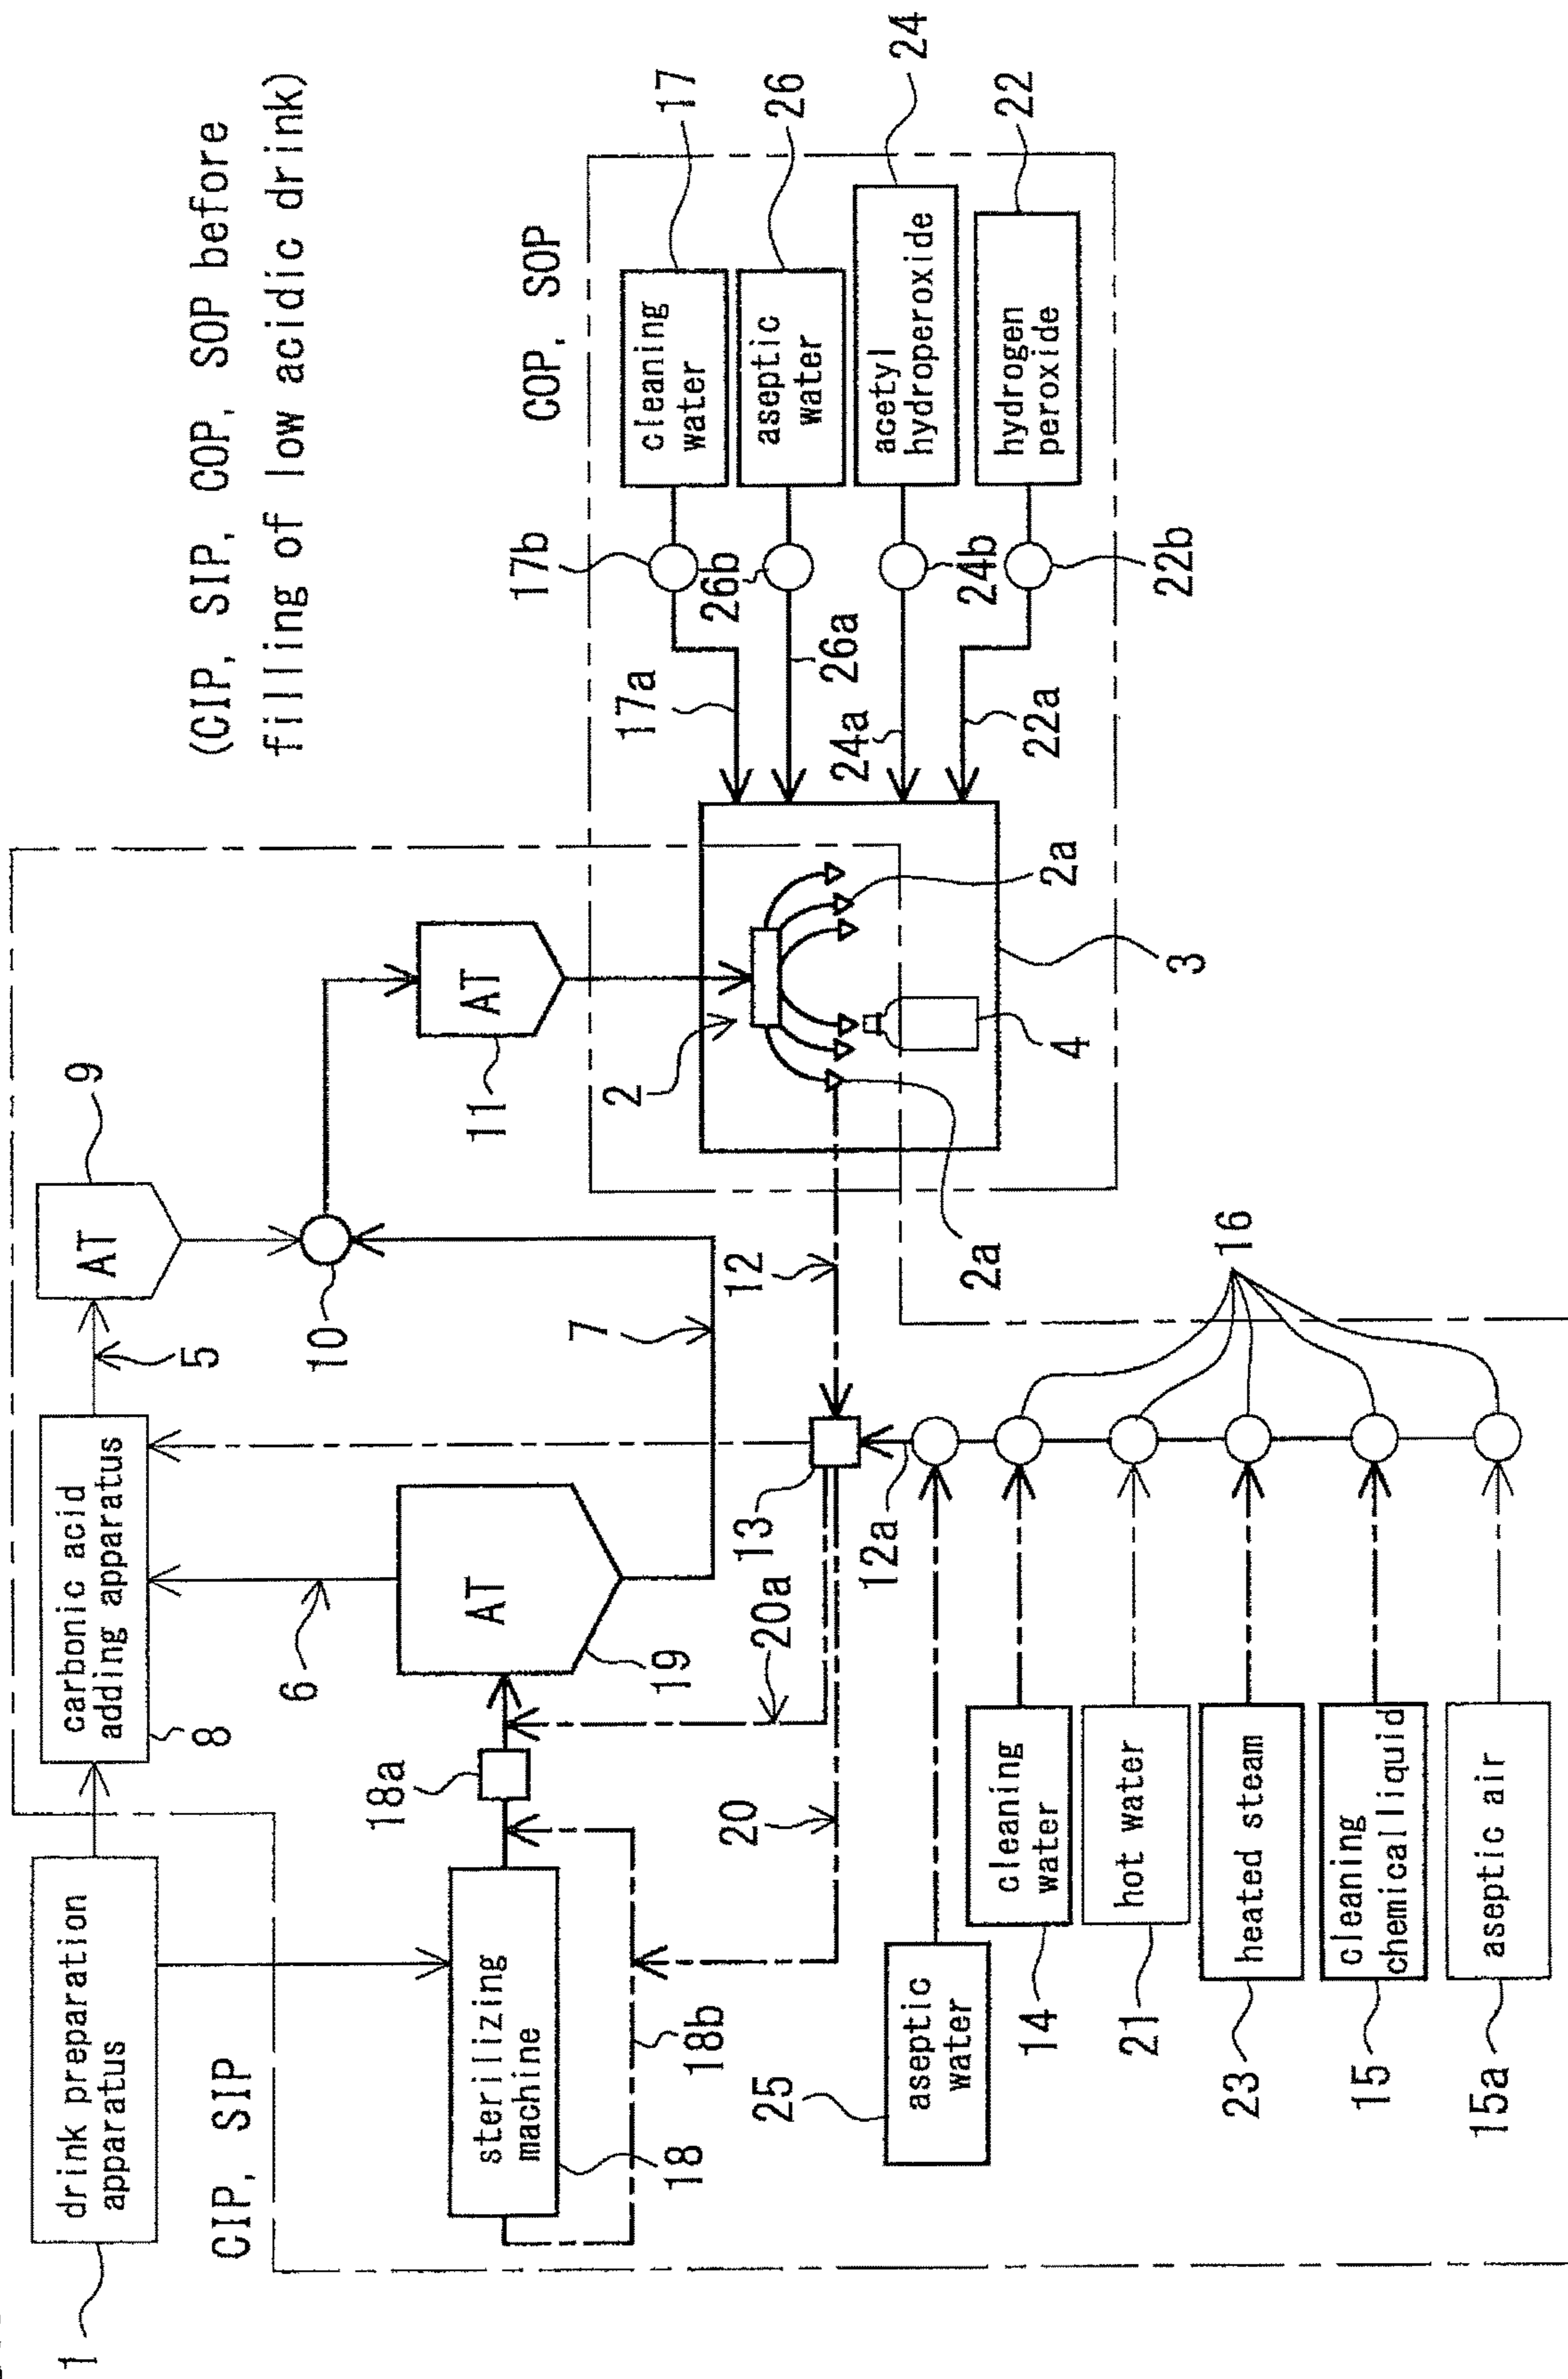 (CIP, SIP, COP, SOP before
filling of low acidic drink)
1
drink preparation
apparatus
CIP, SIP
8
carbonic acid
adding apparatus
5
9
AT
10
6
11
AT
7
18
sterilizing
machine
18a
18b
19
AT
20
20a
13
12
12a
2
2a
2a
3
4
COP, SOP
17a
17b
cleaning
water
17
26a
26b
aseptic
water
26
24a
24b
acetyl
hydroperoxide
24
22a
22b
hydrogen
peroxide
22
16
25
aseptic
water
14
cleaning
water
21
hot water
23
heated steam
15
cleaning
chemicalliquid
15a
aseptic air